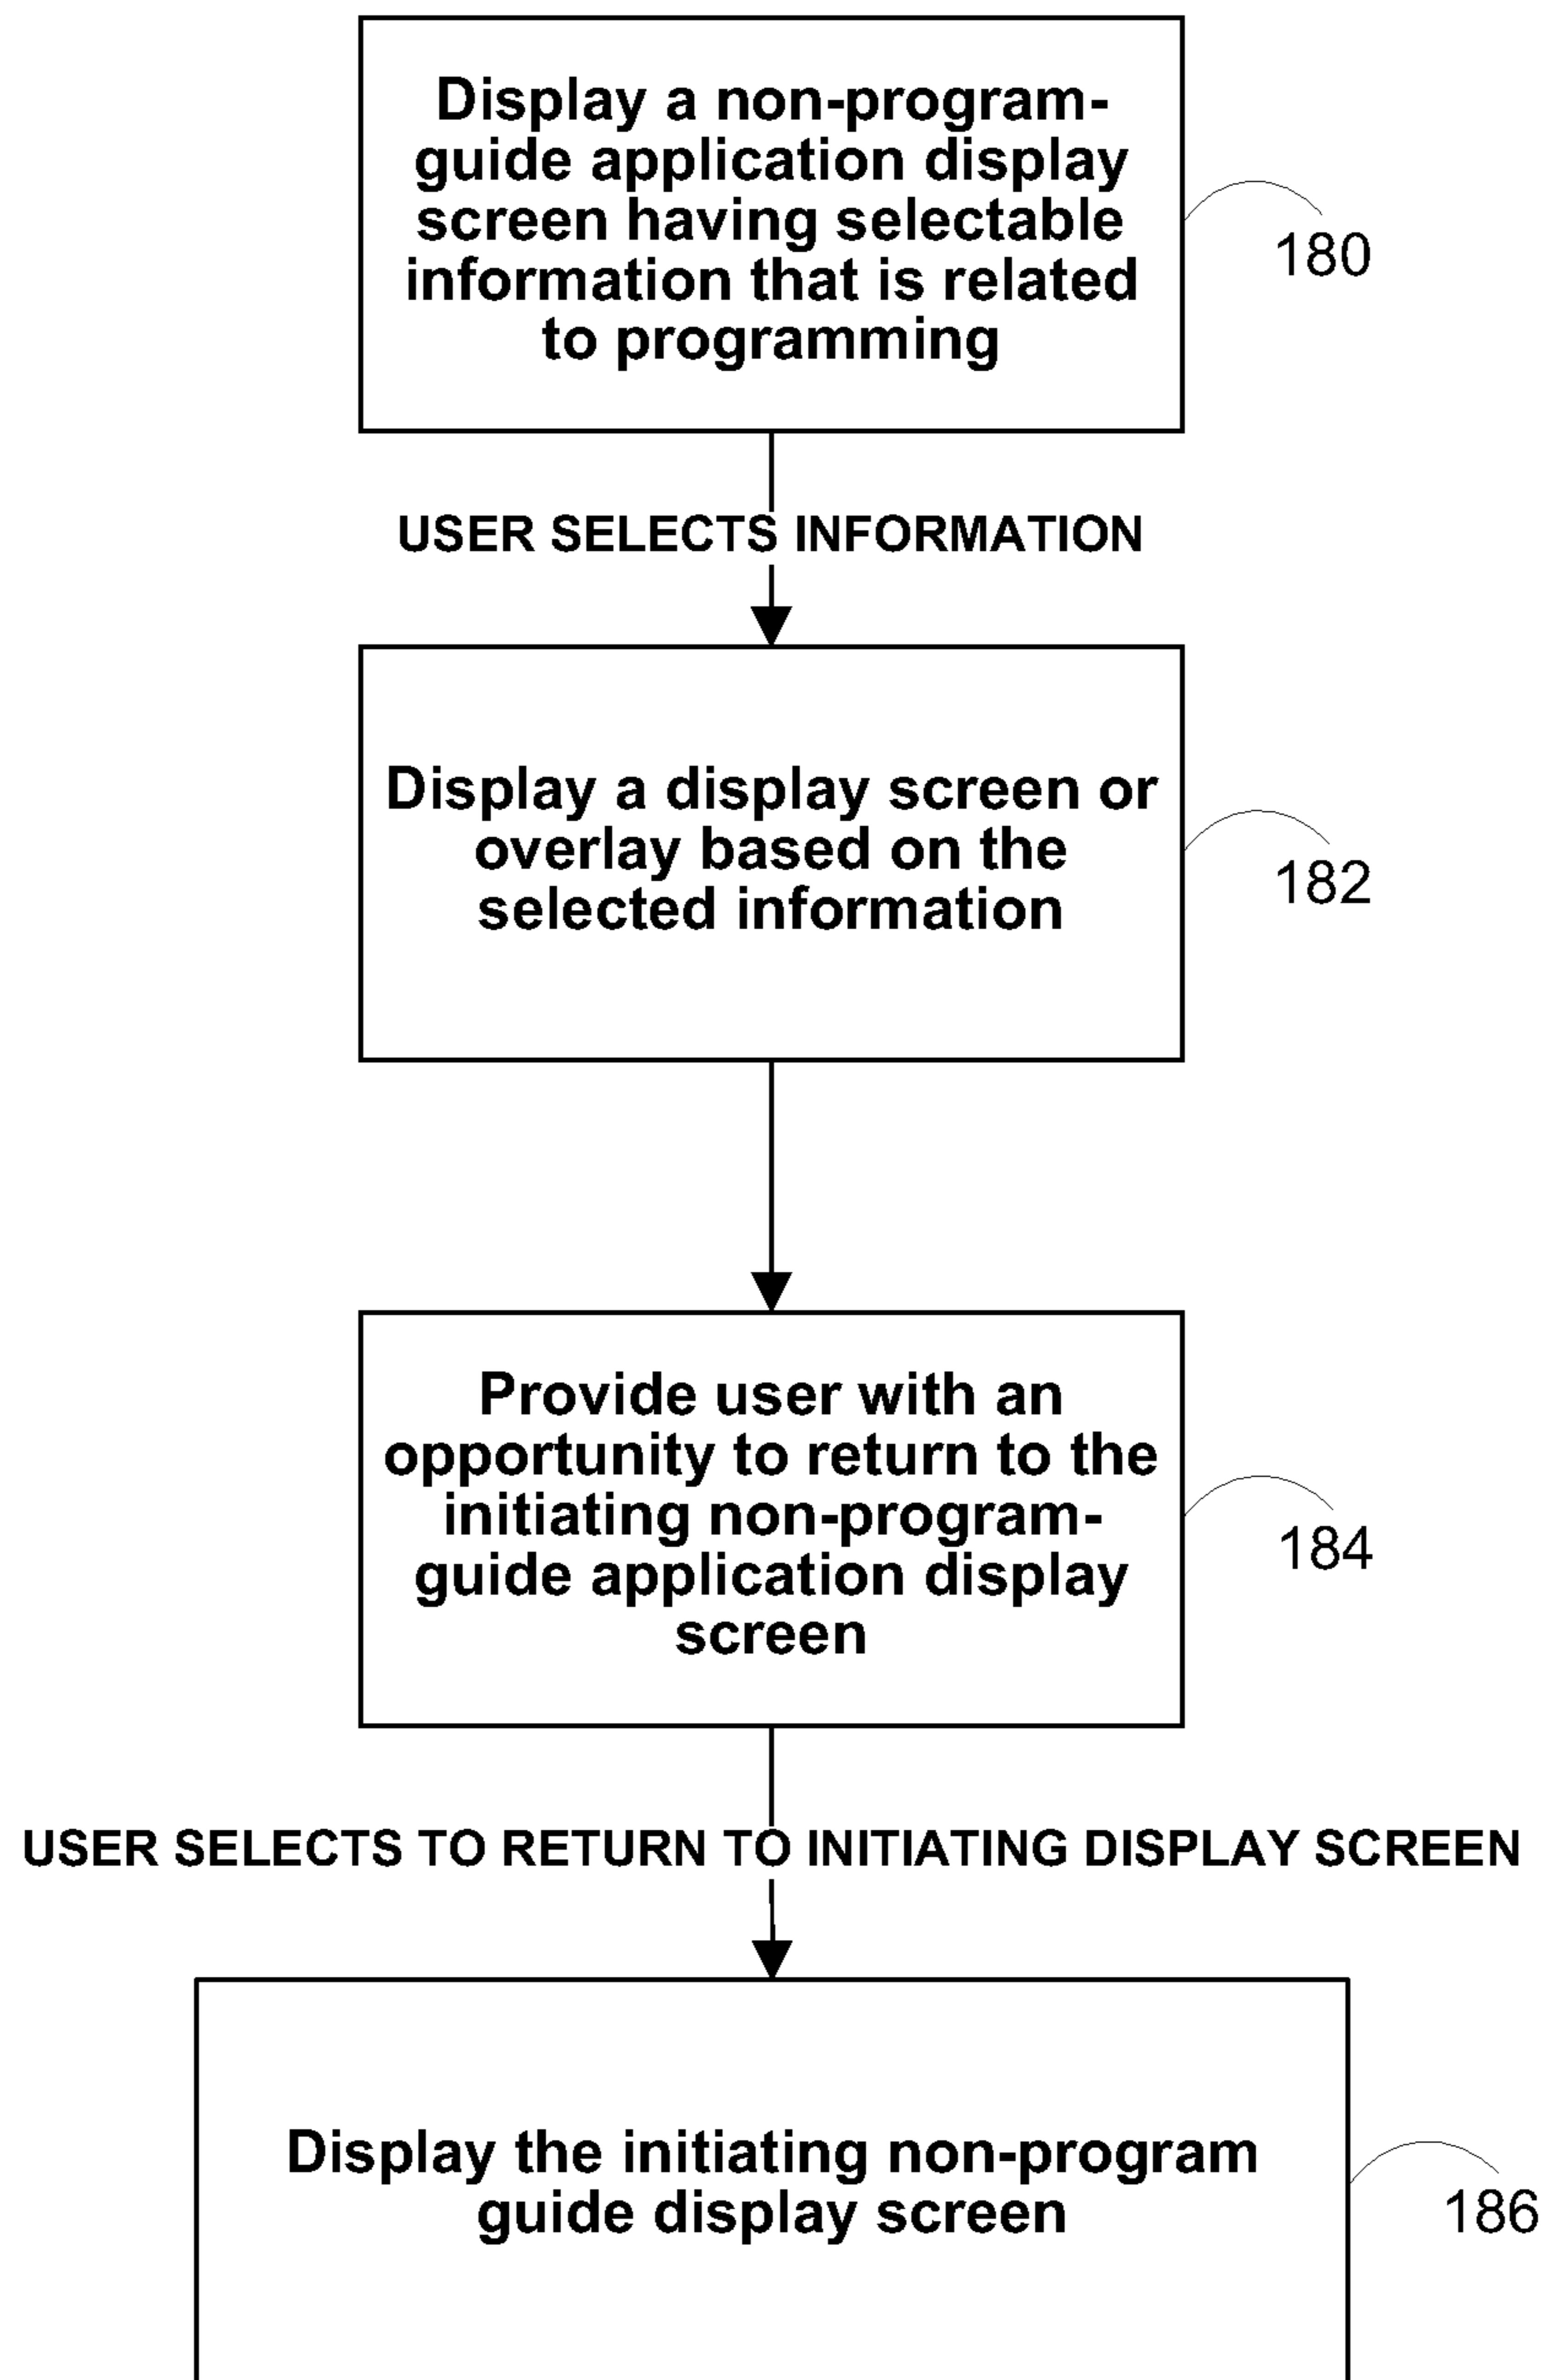 Display a non-program-
guide application display
screen having selectable
information that is related
to programming
180
USER SELECTS INFORMATION
Display a display screen or
overlay based on the
selected information
182
Provide user with an
opportunity to return to the
initiating non-program-
guide application display
screen
184
USER SELECTS TO RETURN TO INITIATING DISPLAY SCREEN
Display the initiating non-program
guide display screen
186